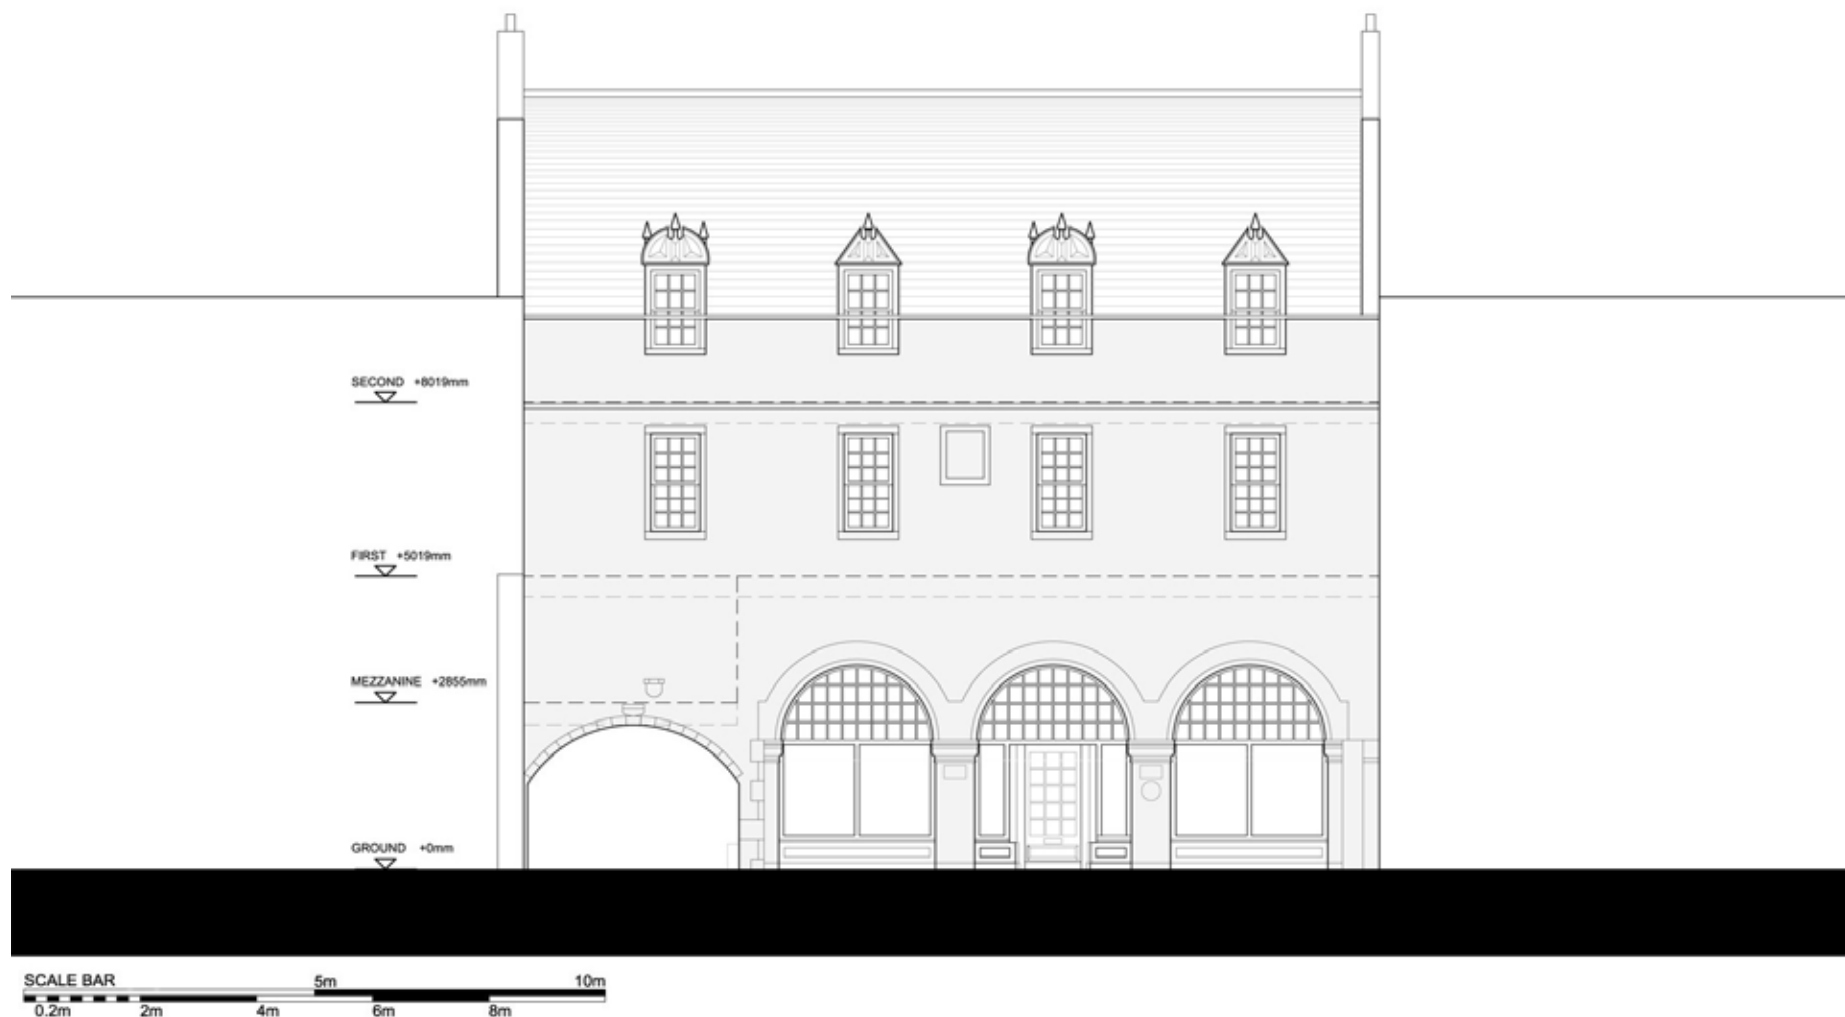 SECOND +8019mm
FIRST +5019mm
MEZZANINE +2855mm
GROUND +0mm
SCALE BAR 5m 10m
0.2m 2m 4m 6m 8m